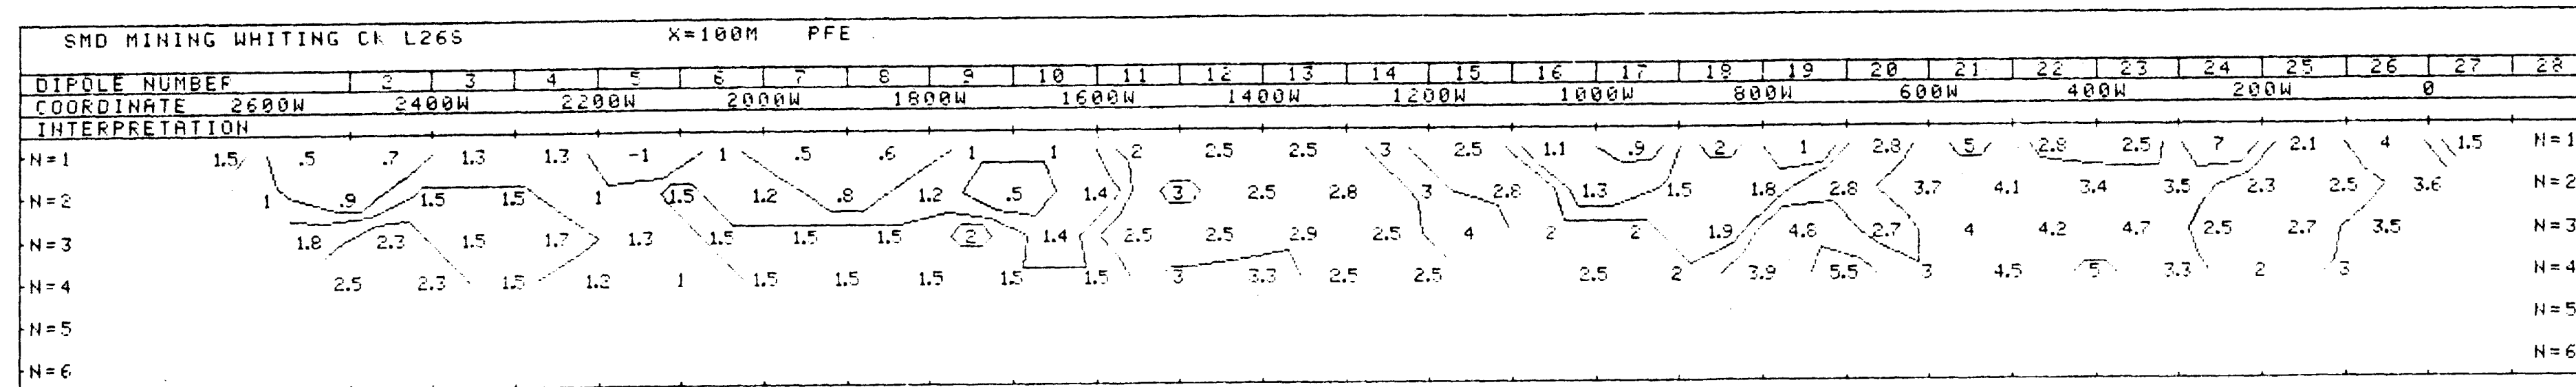 SMD MINING WHITING CK L26S X=100M PFE
DIPOLE NUMBER 2 3 4 5 6 7 8 9 10 11 12 13 14 15 16 17 18 19 20 21 22 23 24 25 26 27 28
COORDINATE 2600W 2400W 2200W 2000W 1800W 1600W 1400W 1200W 1000W 800W 600W 400W 200W 0
INTERPRETATION
N=1 1.5 .5 .7 1.3 1.3 -1 1 .5 .6 1 1 2 2.5 2.5 3 2.5 1.1 .9 2 1 2.8 5 2.8 2.5 7 2.1 4 1.5 N=1
N=2 1 .9 1.5 1.5 1 1.5 1.2 .8 1.2 .5 1.4 3 2.5 2.8 3 2.8 1.3 1.5 1.8 2.8 3.7 4.1 3.4 3.5 2.3 2.5 3.6 N=2
N=3 1.8 2.3 1.5 1.7 1.3 1.5 1.5 1.5 2 1.4 2.5 2.5 2.9 2.5 4 2 2 1.9 4.8 2.7 4 4.2 4.7 2.5 2.7 3.5 N=3
N=4 2.5 2.3 1.5 1.2 1 1.5 1.5 1.5 1.5 1.5 3 3.3 2.5 2.5 2.5 2 3.9 5.5 3 4.5 5 3.3 2 3 N=4
N=5 N=5
N=6 N=6